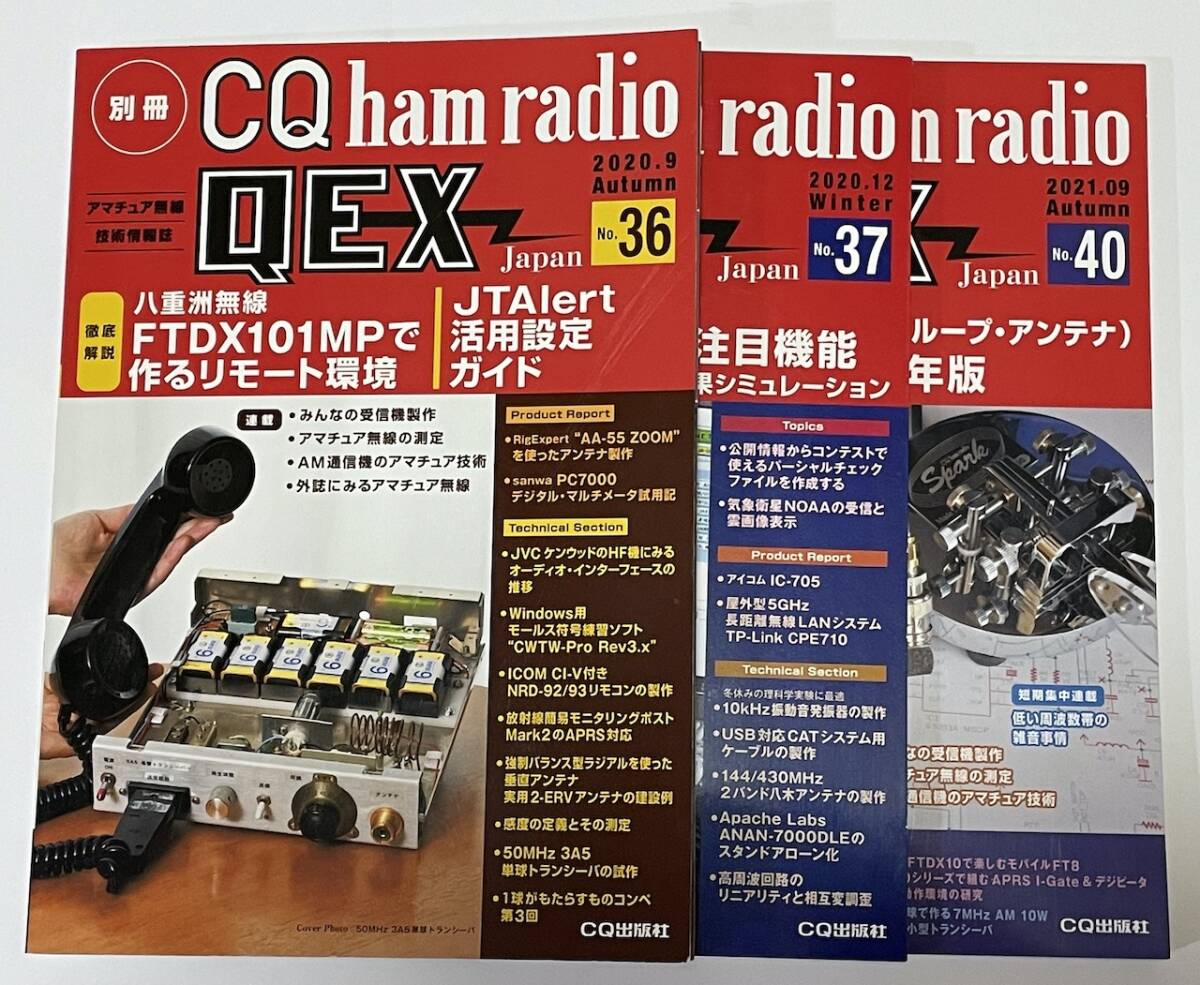 別冊
CQ ham radio
QEX
Japan
アマチュア無線
技術情報誌
2020.9
Autumn
No.36
徹底
解説
八重洲無線
FTDX101MPで
作るリモート環境
JTAlert
活用設定
ガイド
連載
・みんなの受信機製作
・アマチュア無線の測定
・AM通信機のアマチュア技術
・外誌にみるアマチュア無線
Product Report
・RigExpert “AA-55 ZOOM”
を使ったアンテナ製作
・sanwa PC7000
デジタル・マルチメータ試用記
Technical Section
・JVCケンウッドのHF機にみる
オーディオ・インターフェースの
推移
・Windows用
モールス符号練習ソフト
“CWTW-Pro Rev3.x”
・ICOM CI-V付き
NRD-92/93リモコンの製作
・放射線簡易モニタリングポスト
Mark2のAPRS対応
・強制バランス型ラジアルを使った
垂直アンテナ
実用2-ERVアンテナの建設例
・感度の定義とその測定
・50MHz 3A5
単球トランシーバの試作
・1球がもたらすものコンペ
第3回
Cover Photo 50MHz 3A5単球トランシーバ
CQ出版社
電源
ON
アンテナ
radio
2020.12
Winter
Japan
No.37
注目機能
果シミュレーション
Topics
・公開情報からコンテストで
使えるパーシャルチェック
ファイルを作成する
・気象衛星NOAAの受信と
雲画像表示
Product Report
・アイコム IC-705
・屋外型5GHz
長距離無線LANシステム
TP-Link CPE710
Technical Section
冬休みの理科学実験に最適
・10kHz振動音発振器の製作
・USB対応CATシステム用
ケーブルの製作
・144/430MHz
2バンド八木アンテナの製作
・Apache Labs
ANAN-7000DLEの
スタンドアローン化
・高周波回路の
リニアリティと相互変調歪
CQ出版社
m radio
2021.09
Autumn
Japan
No.40
ループ・アンテナ）
年版
Spark
短期集中連載
低い周波数帯の
雑音事情
なの受信機製作
チュア無線の測定
通信機のアマチュア技術
FTDX10で楽しむモバイルFT8
のシリーズで組むAPRS I-Gate & デジピータ
動作環境の研究
球で作る7MHz AM 10W
小型トランシーバ
CQ出版社